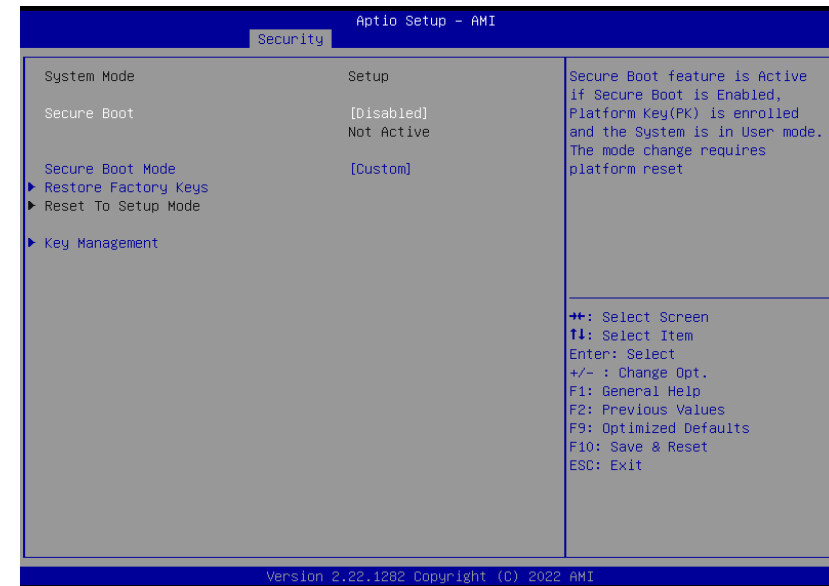 Aptio Setup - AMI
Security
System Mode Setup
Secure Boot [Disabled]
Not Active
Secure Boot Mode [Custom]
▶ Restore Factory Keys
▶ Reset To Setup Mode
▶ Key Management
Secure Boot feature is Active
if Secure Boot is Enabled,
Platform Key(PK) is enrolled
and the System is in User mode.
The mode change requires
platform reset
→←: Select Screen
↑↓: Select Item
Enter: Select
+/- : Change Opt.
F1: General Help
F2: Previous Values
F9: Optimized Defaults
F10: Save & Reset
ESC: Exit
Version 2.22.1282 Copyright (C) 2022 AMI